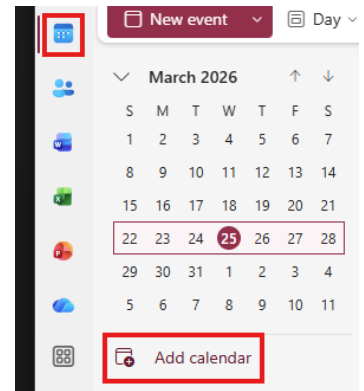 New event Day
March 2026
S M T W T F S
1 2 3 4 5 6 7
8 9 10 11 12 13 14
15 16 17 18 19 20 21
22 23 24 25 26 27 28
29 30 31 1 2 3 4
5 6 7 8 9 10 11
Add calendar